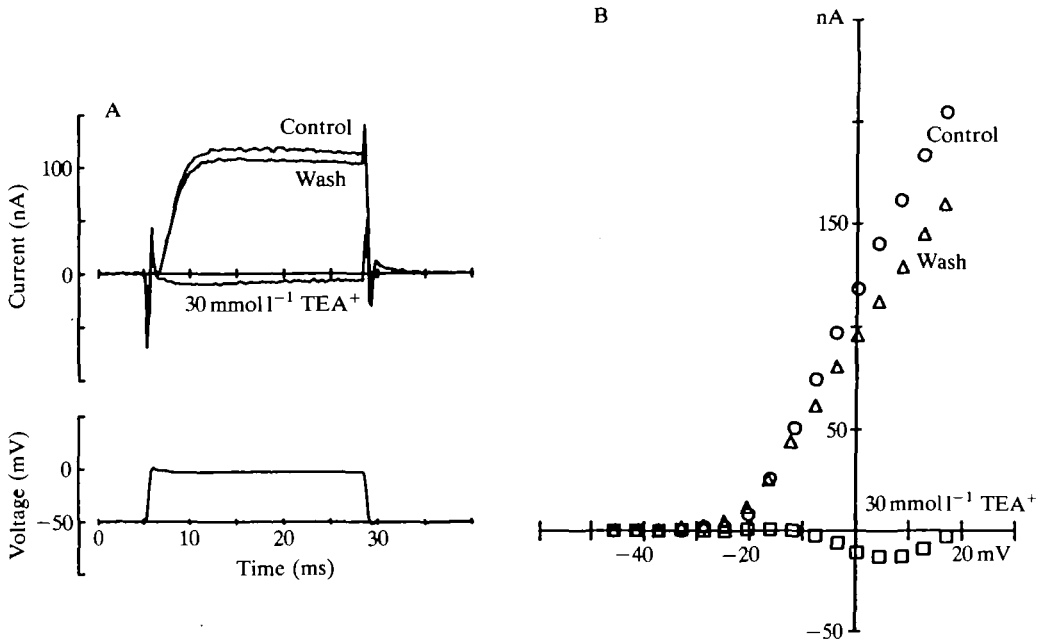 A
Control
100
Wash
Current (nA)
0
30 mmol l⁻¹ TEA⁺
Voltage (mV)
0
−50
0
10
20
30
Time (ms)
B
nA
Control
150
Wash
50
30 mmol l⁻¹ TEA⁺
−40
−20
20 mV
−50